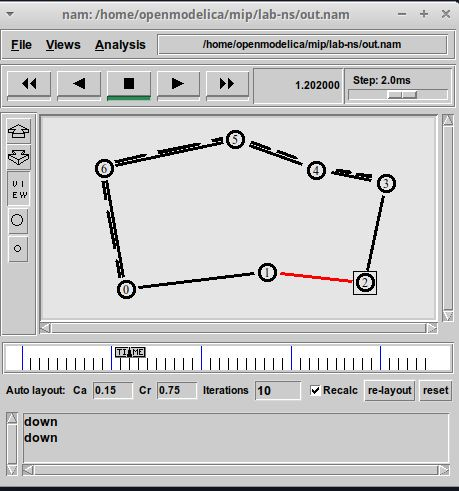 nam: /home/openmodelica/mip/lab-ns/out.nam
File Views Analysis /home/openmodelica/mip/lab-ns/out.nam
1.202000 Step: 2.0ms
5
6
4
3
VIEW
1
2
0
TIME
Auto layout: Ca 0.15 Cr 0.75 Iterations 10 Recalc re-layout reset
down
down